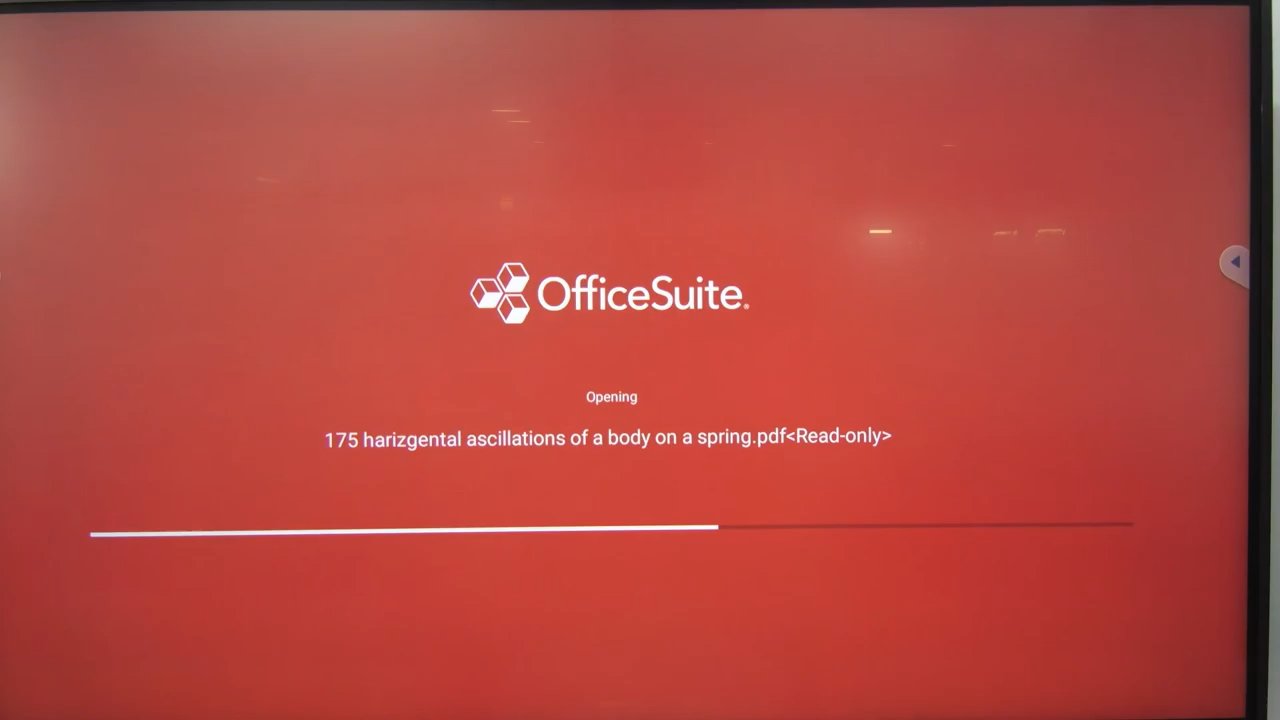 OfficeSuite®
Opening
175 harizgental ascillations of a body on a spring.pdf<Read-only>